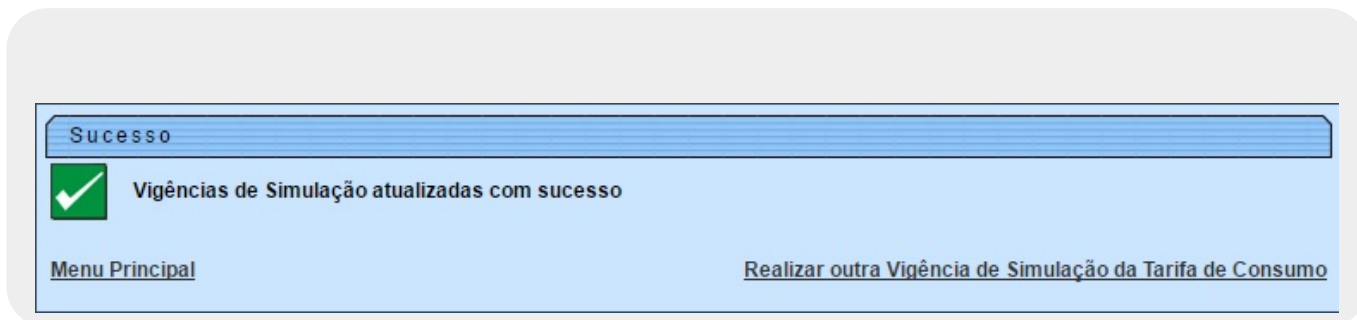 Sucesso
Vigências de Simulação atualizadas com sucesso
Menu Principal
Realizar outra Vigência de Simulação da Tarifa de Consumo